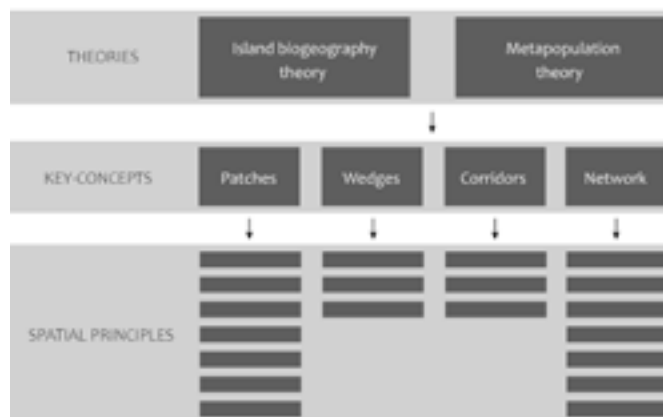 THEORIES
Island biogeography
theory
Metapopulation
theory
KEY-CONCEPTS
Patches
Wedges
Corridors
Network
SPATIAL PRINCIPLES